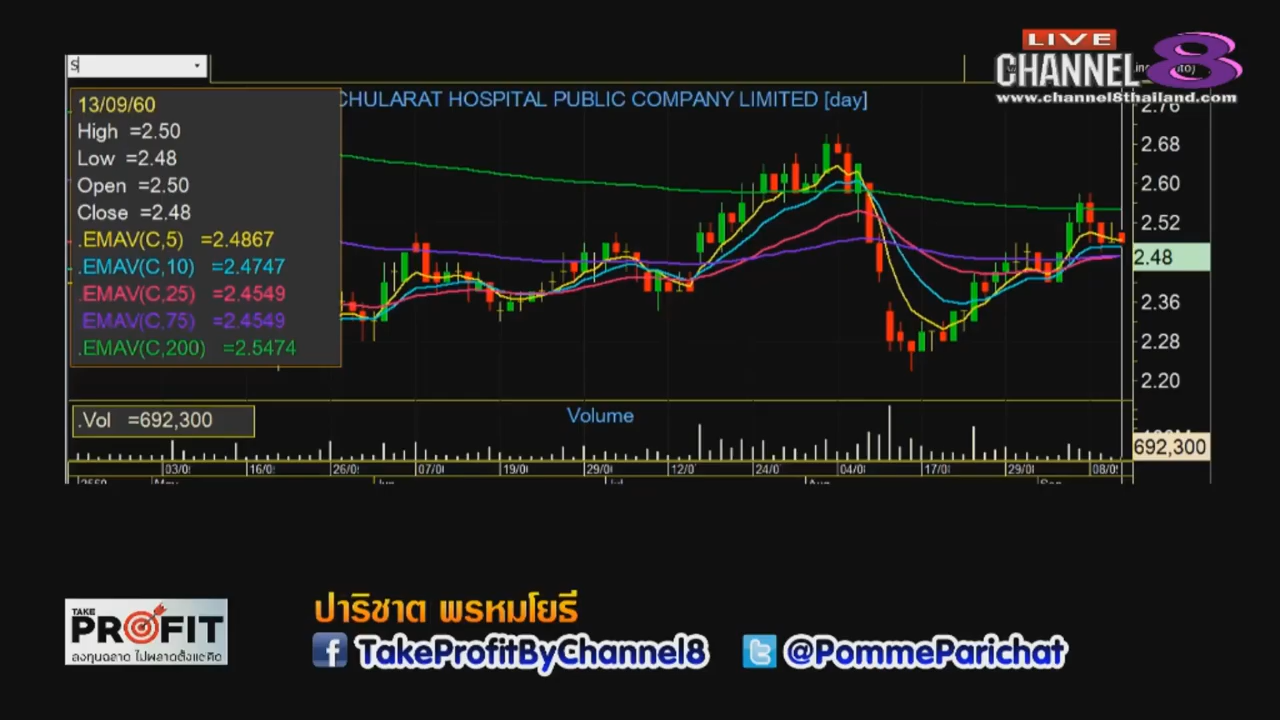 LIVE
CHANNEL 8
www.channel8thailand.com
S
CHULARAT HOSPITAL PUBLIC COMPANY LIMITED [day]
13/09/60
High =2.50
Low =2.48
Open =2.50
Close =2.48
.EMAV(C,5) =2.4867
.EMAV(C,10) =2.4747
.EMAV(C,25) =2.4549
EMAV(C,75) =2.4549
.EMAV(C,200) =2.5474
2.76
2.68
2.60
2.52
2.48
2.36
2.28
2.20
.Vol =692,300
Volume
692,300
03/0 16/0 26/0 07/0 19/0 29/0 12/0 24/0 04/0 17/0 29/0 08/0
TAKE
PROFIT
ลงทุนฉลาด ไม่พลาดตั้งแต่คิด
ปาริชาต พรหมโยธี
TakeProfitByChannel8 @PommeParichat